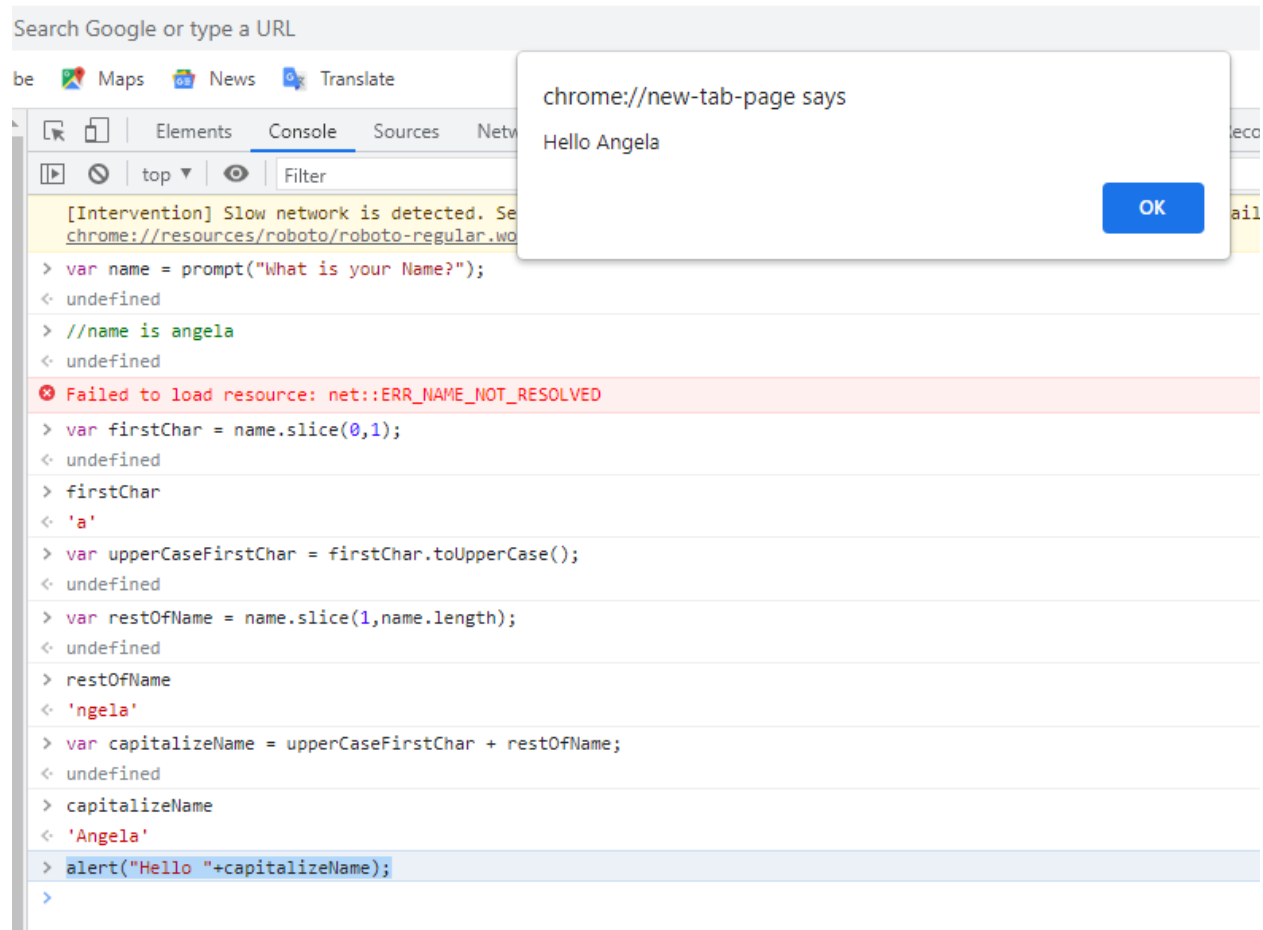 Search Google or type a URL
be Maps News Translate
chrome://new-tab-page says
Hello Angela
OK
Elements Console Sources
top Filter
[Intervention] Slow network is detected. Se
chrome://resources/roboto/roboto-regular.wo
> var name = prompt("What is your Name?");
undefined
> //name is angela
undefined
Failed to load resource: net::ERR_NAME_NOT_RESOLVED
> var firstChar = name.slice(0,1);
undefined
> firstChar
'a'
> var upperCaseFirstChar = firstChar.toUpperCase();
undefined
> var restOfName = name.slice(1,name.length);
undefined
> restOfName
'ngela'
> var capitalizeName = upperCaseFirstChar + restOfName;
undefined
> capitalizeName
'Angela'
> alert("Hello "+capitalizeName);
>